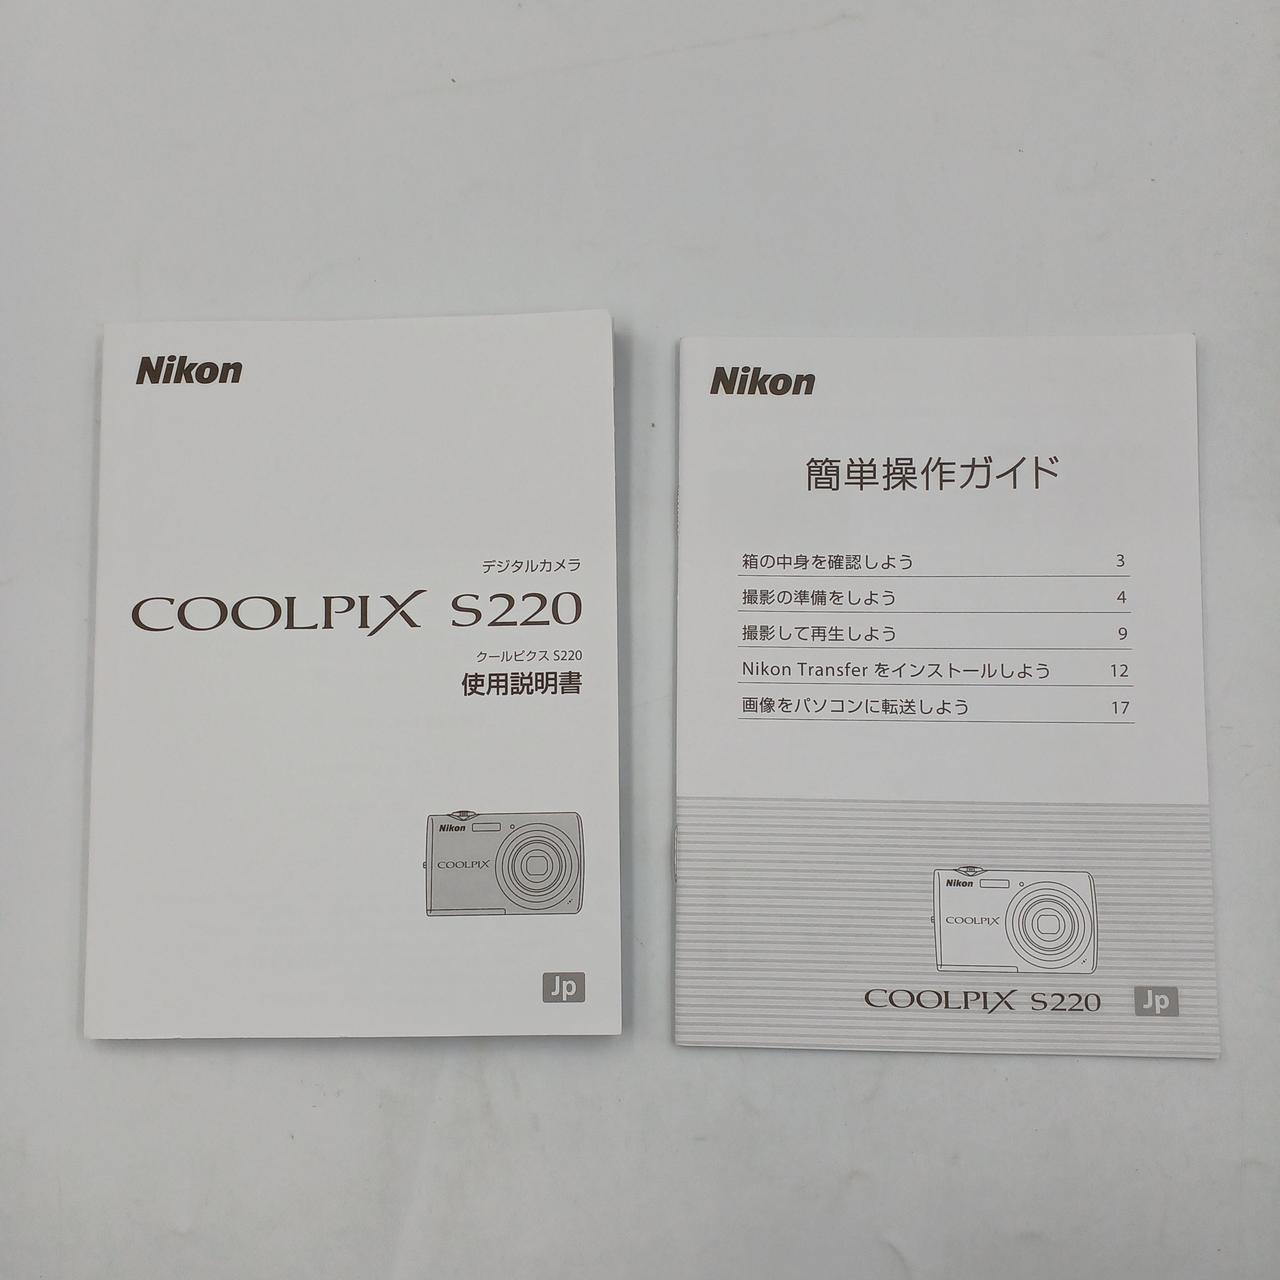 Nikon
デジタルカメラ
COOLPIX S220
クールピクス S220
使用説明書
Nikon
COOLPIX
Jp
Nikon
簡単操作ガイド
箱の中身を確認しよう 3
撮影の準備をしよう 4
撮影して再生しよう 9
Nikon Transfer をインストールしよう 12
画像をパソコンに転送しよう 17
Nikon
COOLPIX
COOLPIX S220 Jp